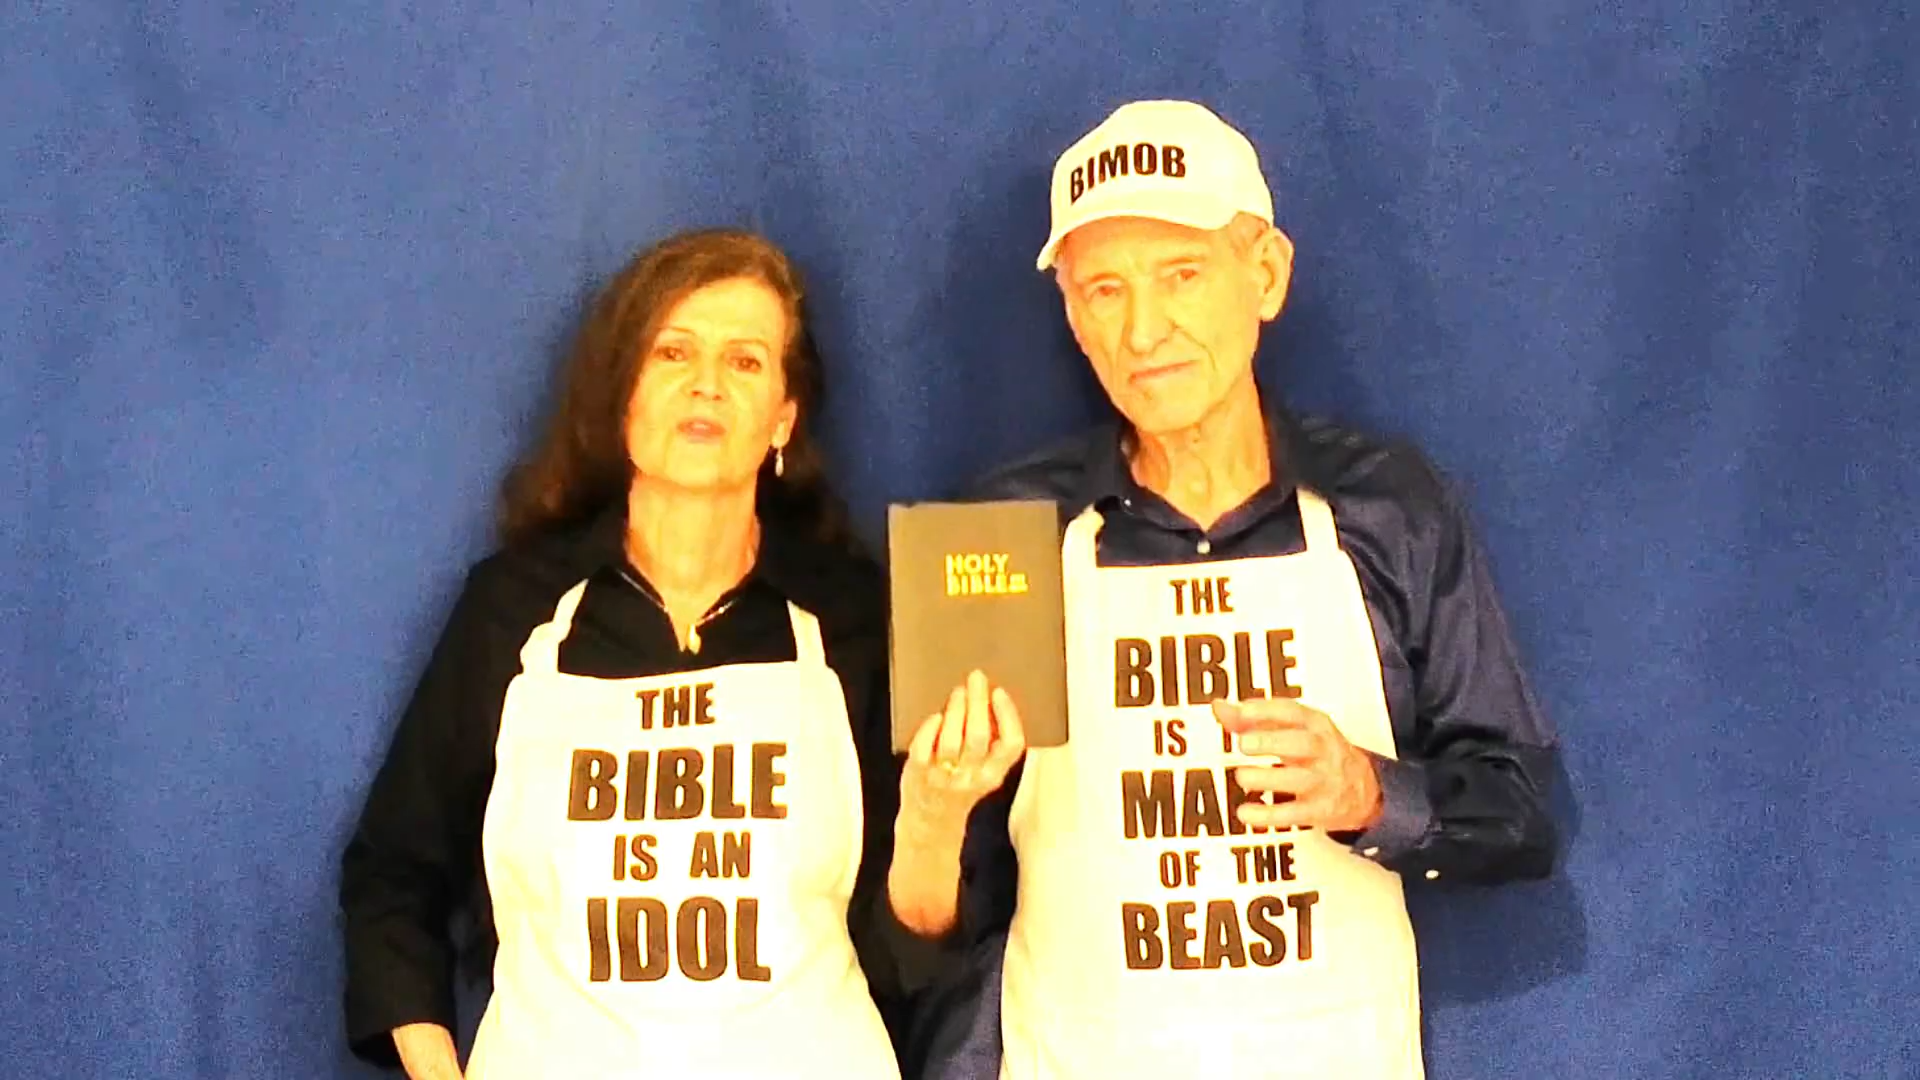 BIMOB
HOLY
BIBLE
THE
BIBLE
IS AN
IDOL
THE
BIBLE
IS
OF THE
BEAST